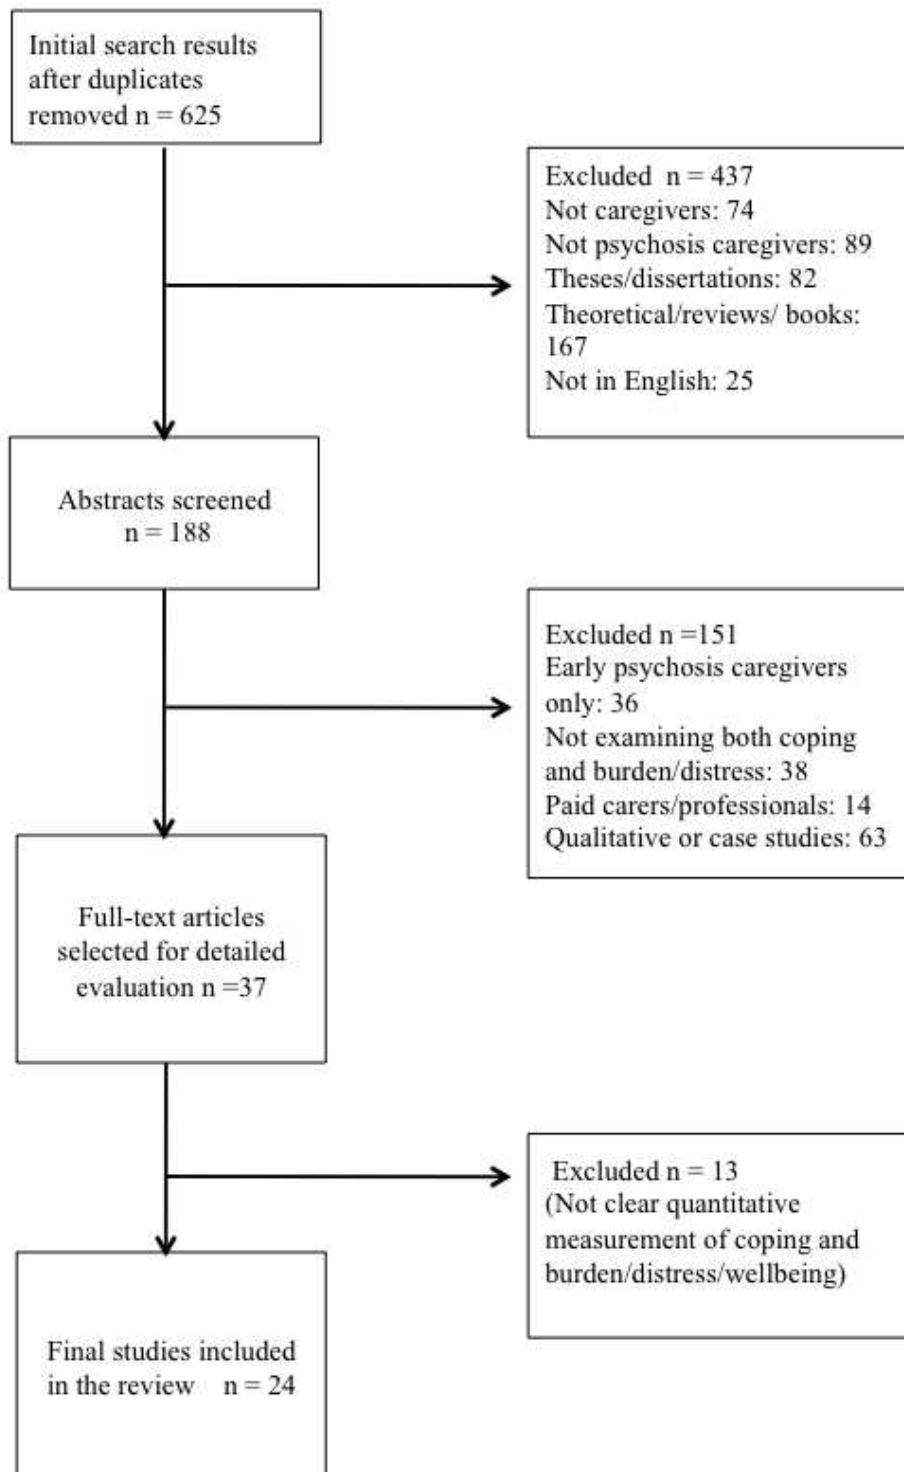 Initial search results
after duplicates
removed n = 625
Excluded n = 437
Not caregivers: 74
Not psychosis caregivers: 89
Theses/dissertations: 82
Theoretical/reviews/ books:
167
Not in English: 25
Abstracts screened
n = 188
Excluded n =151
Early psychosis caregivers
only: 36
Not examining both coping
and burden/distress: 38
Paid carers/professionals: 14
Qualitative or case studies: 63
Full-text articles
selected for detailed
evaluation n =37
Excluded n = 13
(Not clear quantitative
measurement of coping and
burden/distress/wellbeing)
Final studies included
in the review n = 24